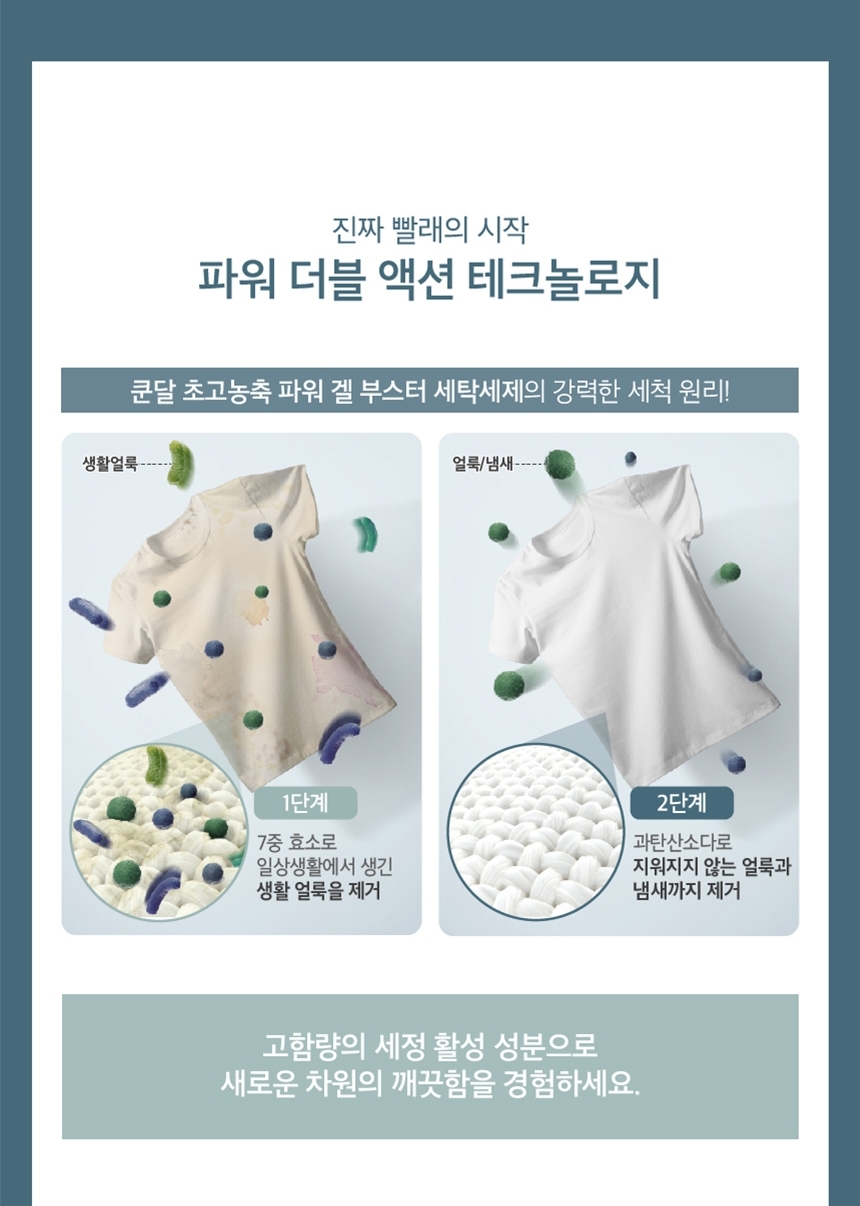 진짜 빨래의 시작
파워 더블 액션 테크놀로지
쿤달 초고농축 파워 겔 부스터 세탁세제의 강력한 세척 원리!
생활얼룩
1단계
7중 효소로
일상생활에서 생긴
생활 얼룩을 제거
얼룩/냄새
2단계
과탄산소다로
지워지지 않는 얼룩과
냄새까지 제거
고함량의 세정 활성 성분으로
새로운 차원의 깨끗함을 경험하세요.